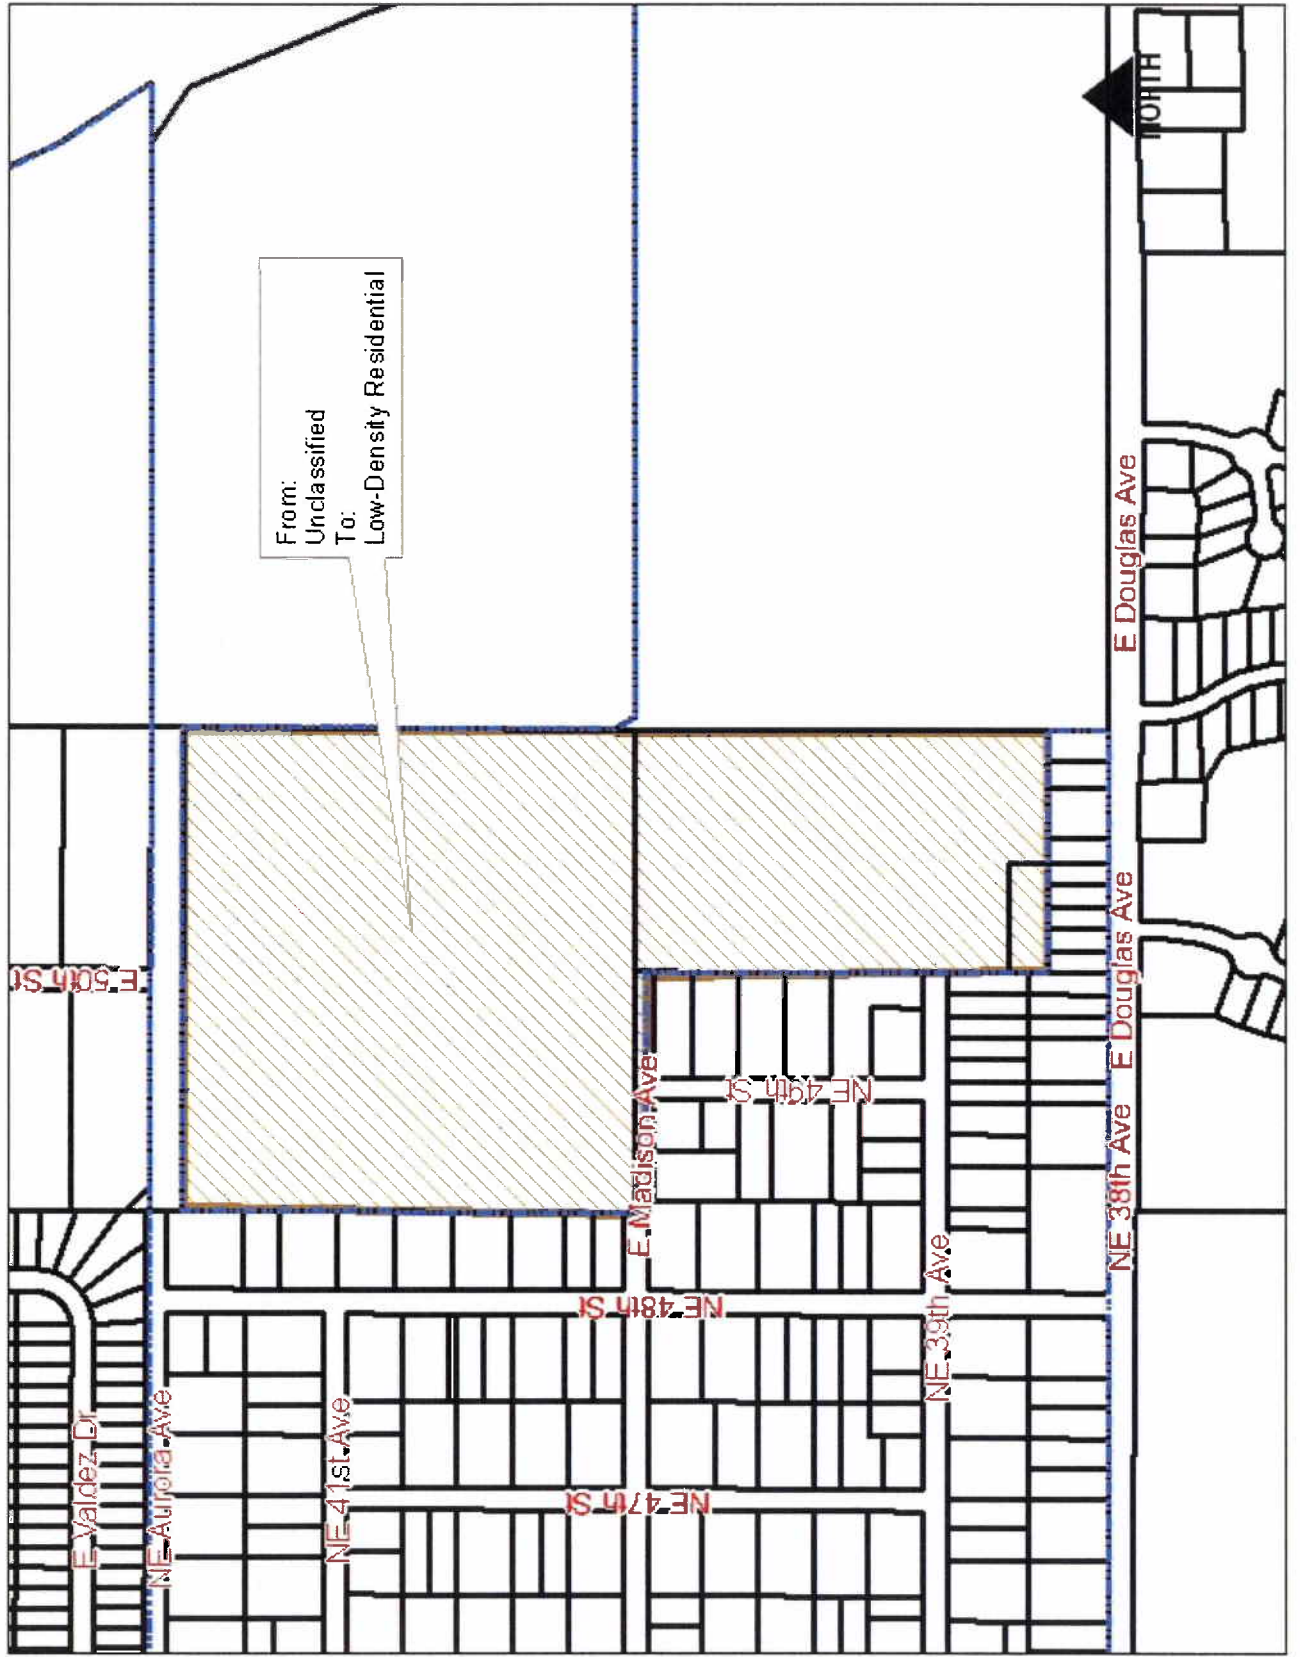 From:
Unclassified
To:
Low-Density Residential
NORTH
E 50th St
E Valdez Dr
NE Aurora Ave
NE 41st Ave
NE 48th St
NE 47th St
E Madison Ave
NE 49th St
NE 39th Ave
NE 38th Ave
E Douglas Ave
E Douglas Ave